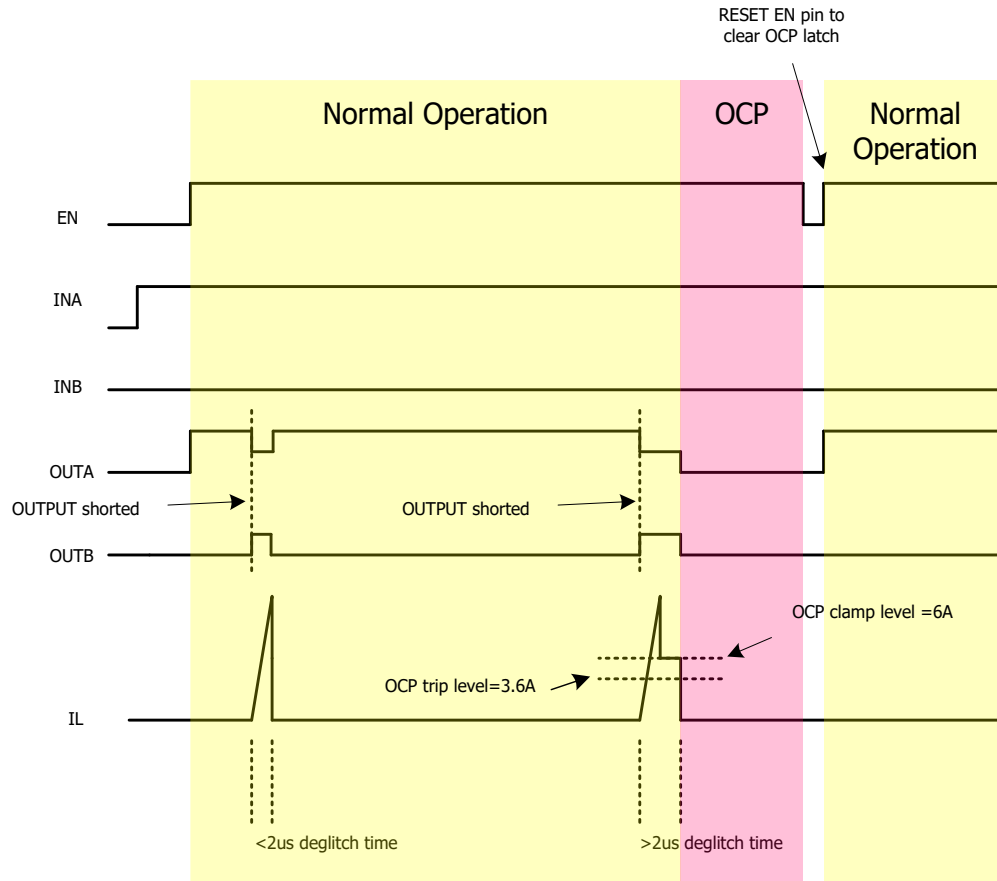 RESET EN pin to
clear OCP latch
Normal Operation
OCP
Normal
Operation
EN
INA
INB
OUTA
OUTPUT shorted
OUTPUT shorted
OUTB
OCP clamp level =6A
OCP trip level=3.6A
IL
<2us deglitch time
>2us deglitch time